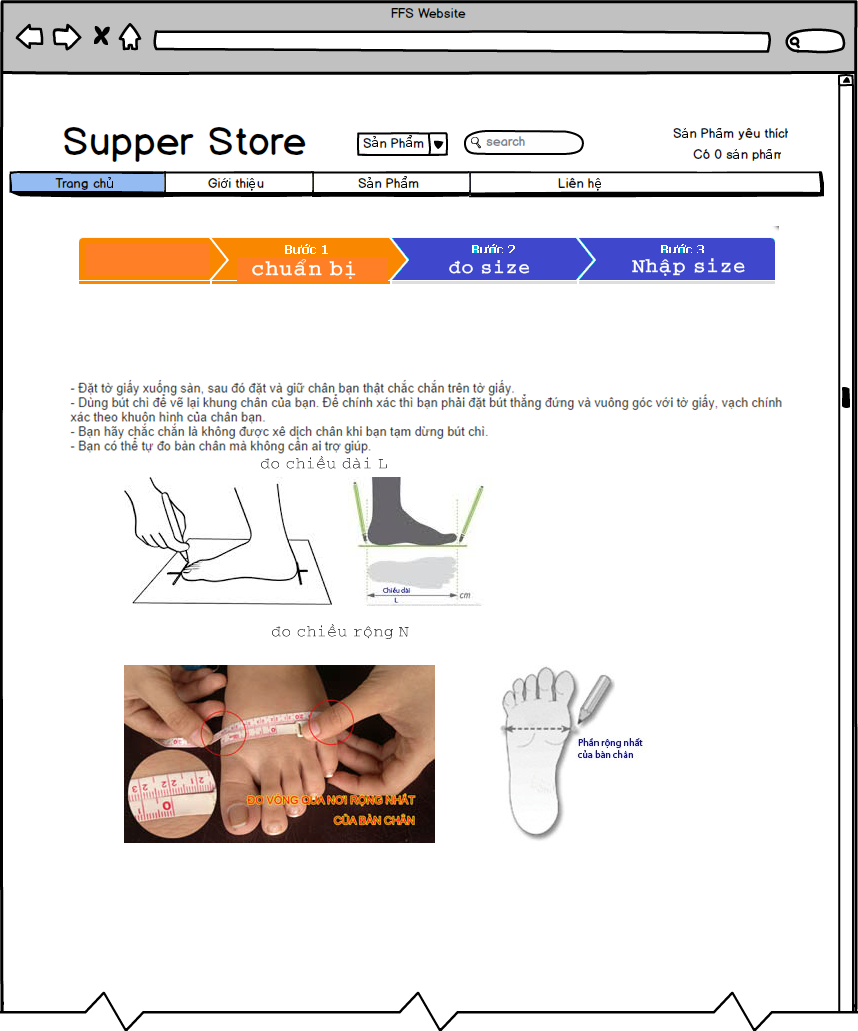 FFS Website
Supper Store
Sản Phẩm
search
Sản Phẩm yêu thích
Có 0 sản phẩm
Trang chủ
Giới thiệu
Sản Phẩm
Liên hệ
Bước 1
chuẩn bị
Bước 2
đo size
Bước 3
Nhập size
- Đặt tờ giấy xuống sàn, sau đó đặt và giữ chân bạn thật chắc chắn trên tờ giấy.
- Dùng bút chì để vẽ lại khung chân của bạn. Để chính xác thì bạn phải đặt bút thẳng đứng và vuông góc với tờ giấy, vạch chính
xác theo khuôn hình của chân bạn.
- Bạn hãy chắc chắn là không được xê dịch chân khi bạn tạm dừng bút chì.
- Bạn có thể tự đo bàn chân mà không cần ai trợ giúp.
đo chiều dài L
Chiều dài
L
cm
đo chiều rộng N
ĐO VÒNG QUA NƠI RỘNG NHẤT
CỦA BÀN CHÂN
Phần rộng nhất
của bàn chân